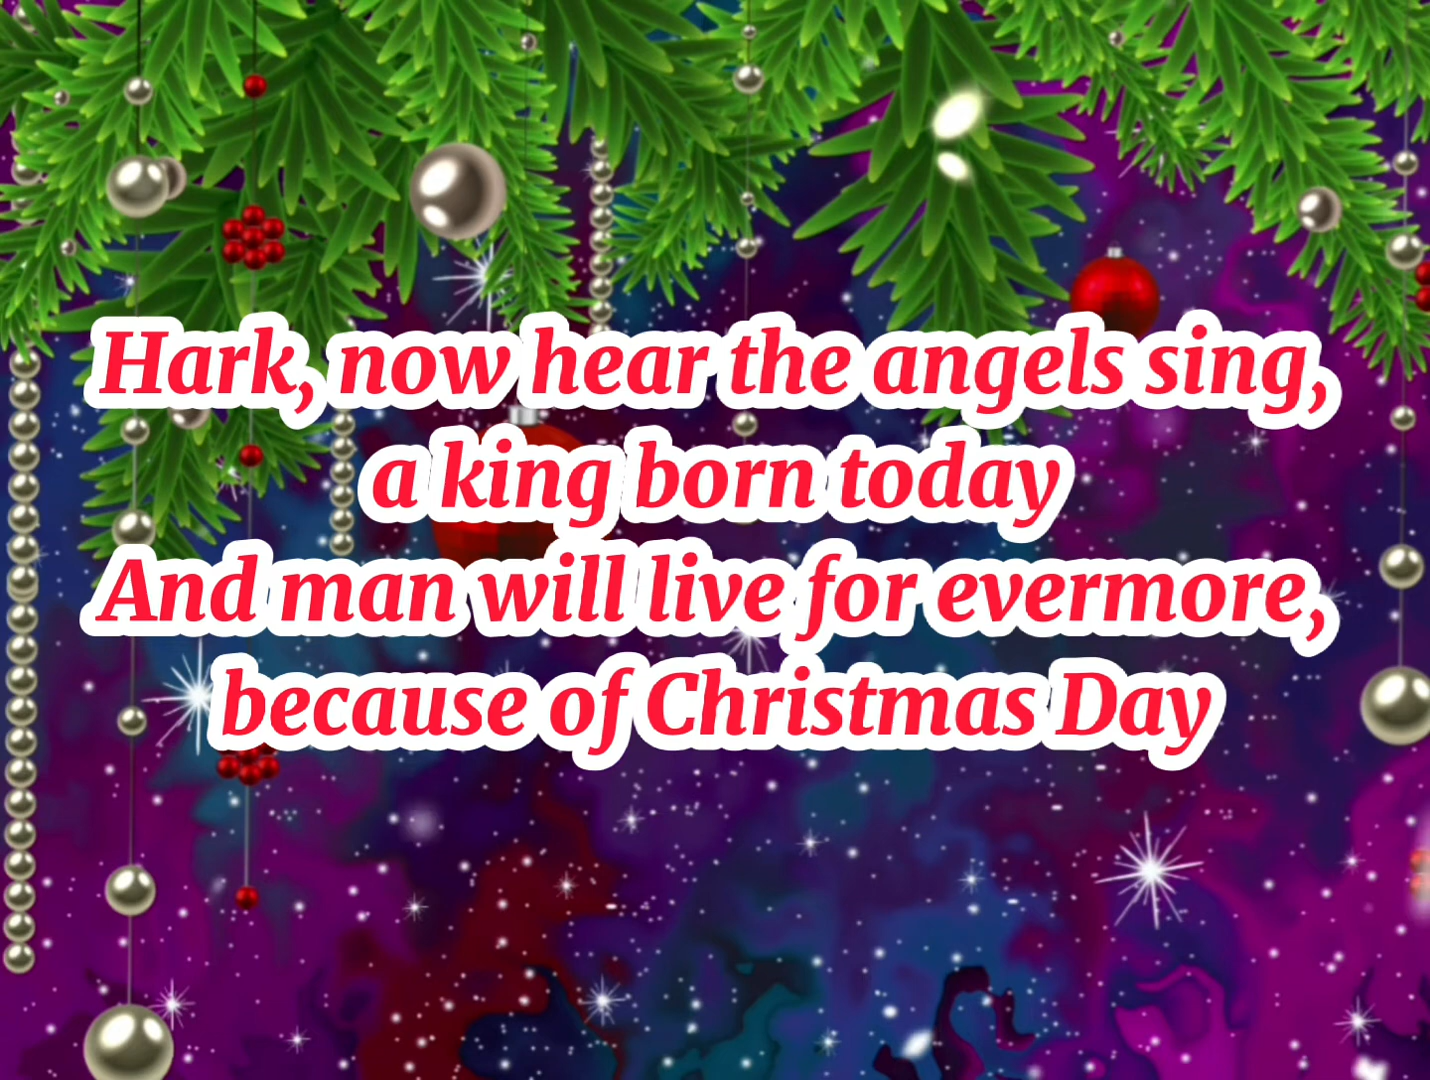 Hark, now hear the angels sing,
a king born today
And man will live for evermore,
because of Christmas Day